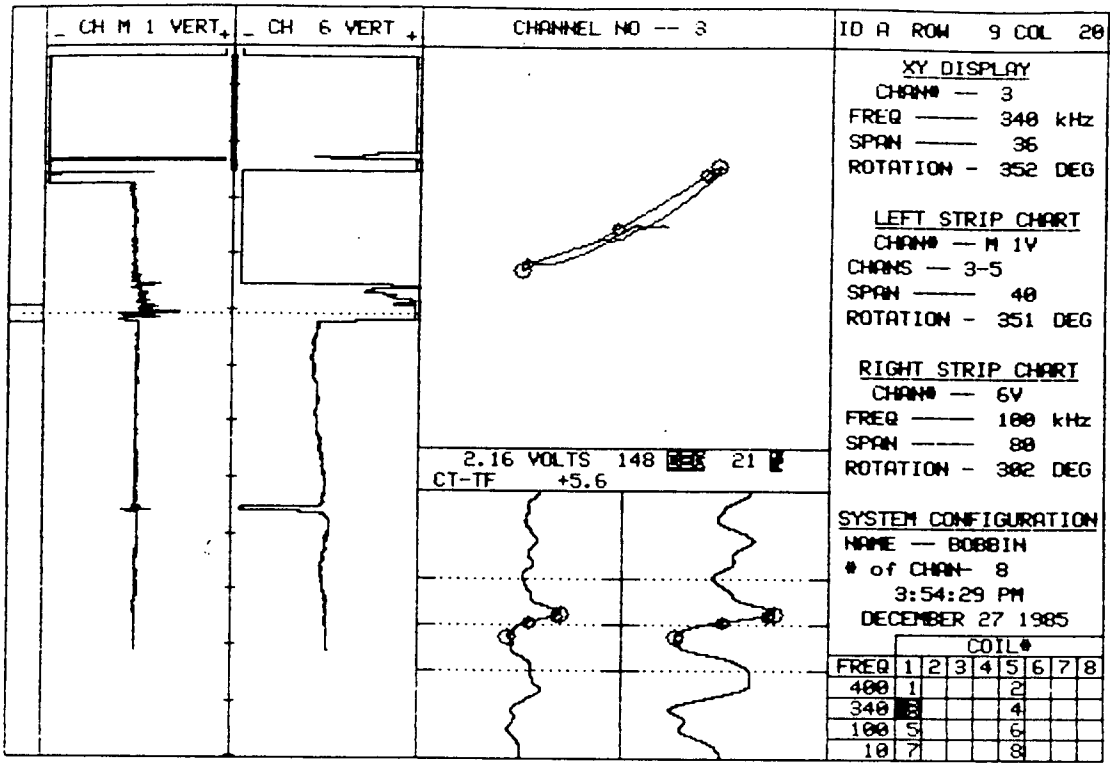 _ CH M 1 VERT +
_ CH 6 VERT +
CHANNEL NO -- 3
ID A ROW 9 COL 20
XY DISPLAY
CHAN# -- 3
FREQ ---- 340 kHz
SPAN ---- 36
ROTATION - 352 DEG
LEFT STRIP CHART
CHAN# -- M 1V
CHANS -- 3-5
SPAN ---- 40
ROTATION - 351 DEG
RIGHT STRIP CHART
CHAN# -- 6V
FREQ ---- 100 kHz
SPAN ---- 80
ROTATION - 302 DEG
2.16 VOLTS 148 DEG 21
CT-TF +5.6
SYSTEM CONFIGURATION
NAME -- BOBBIN
# of CHAN- 8
3:54:29 PM
DECEMBER 27 1985
COIL#
FREQ 1 2 3 4 5 6 7 8
400 1 2
340 3 4
100 5 6
10 7 8